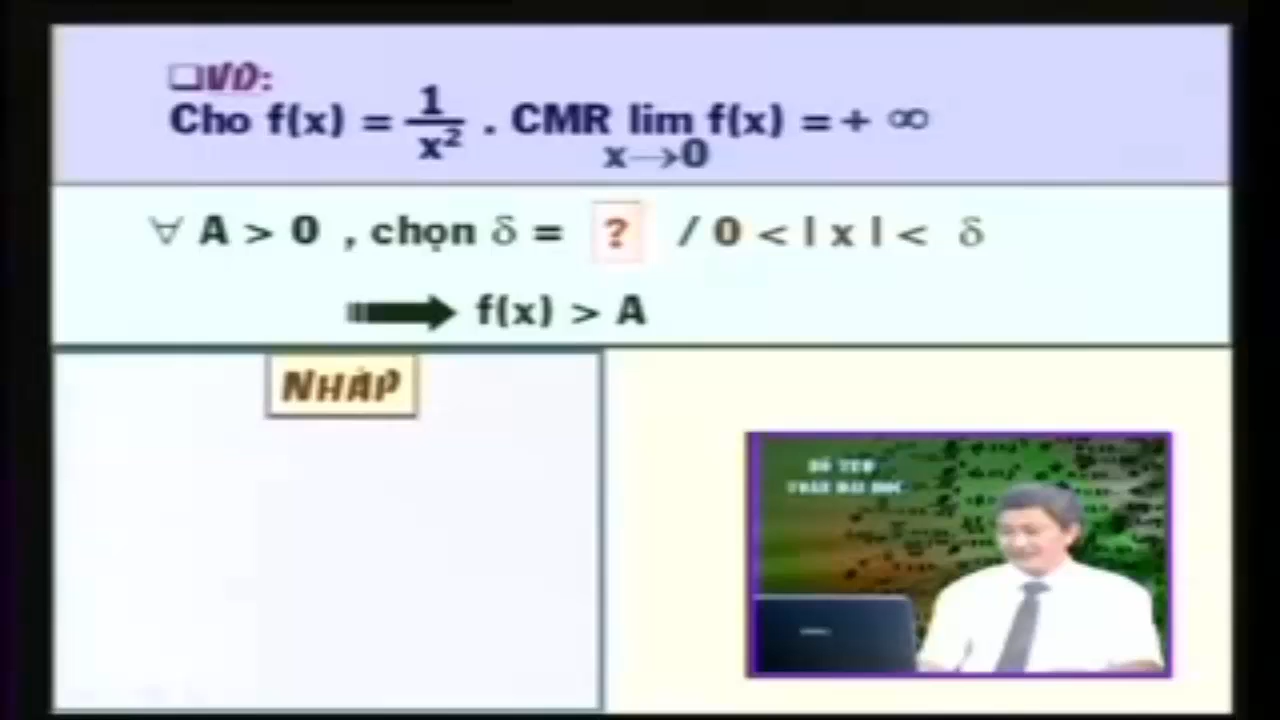 ❑VD:
Cho f(x) = 1/x² . CMR lim f(x) = + ∞
x→0
∀ A > 0 , chọn δ = ? / 0 < | x | < δ
f(x) > A
NHÁP